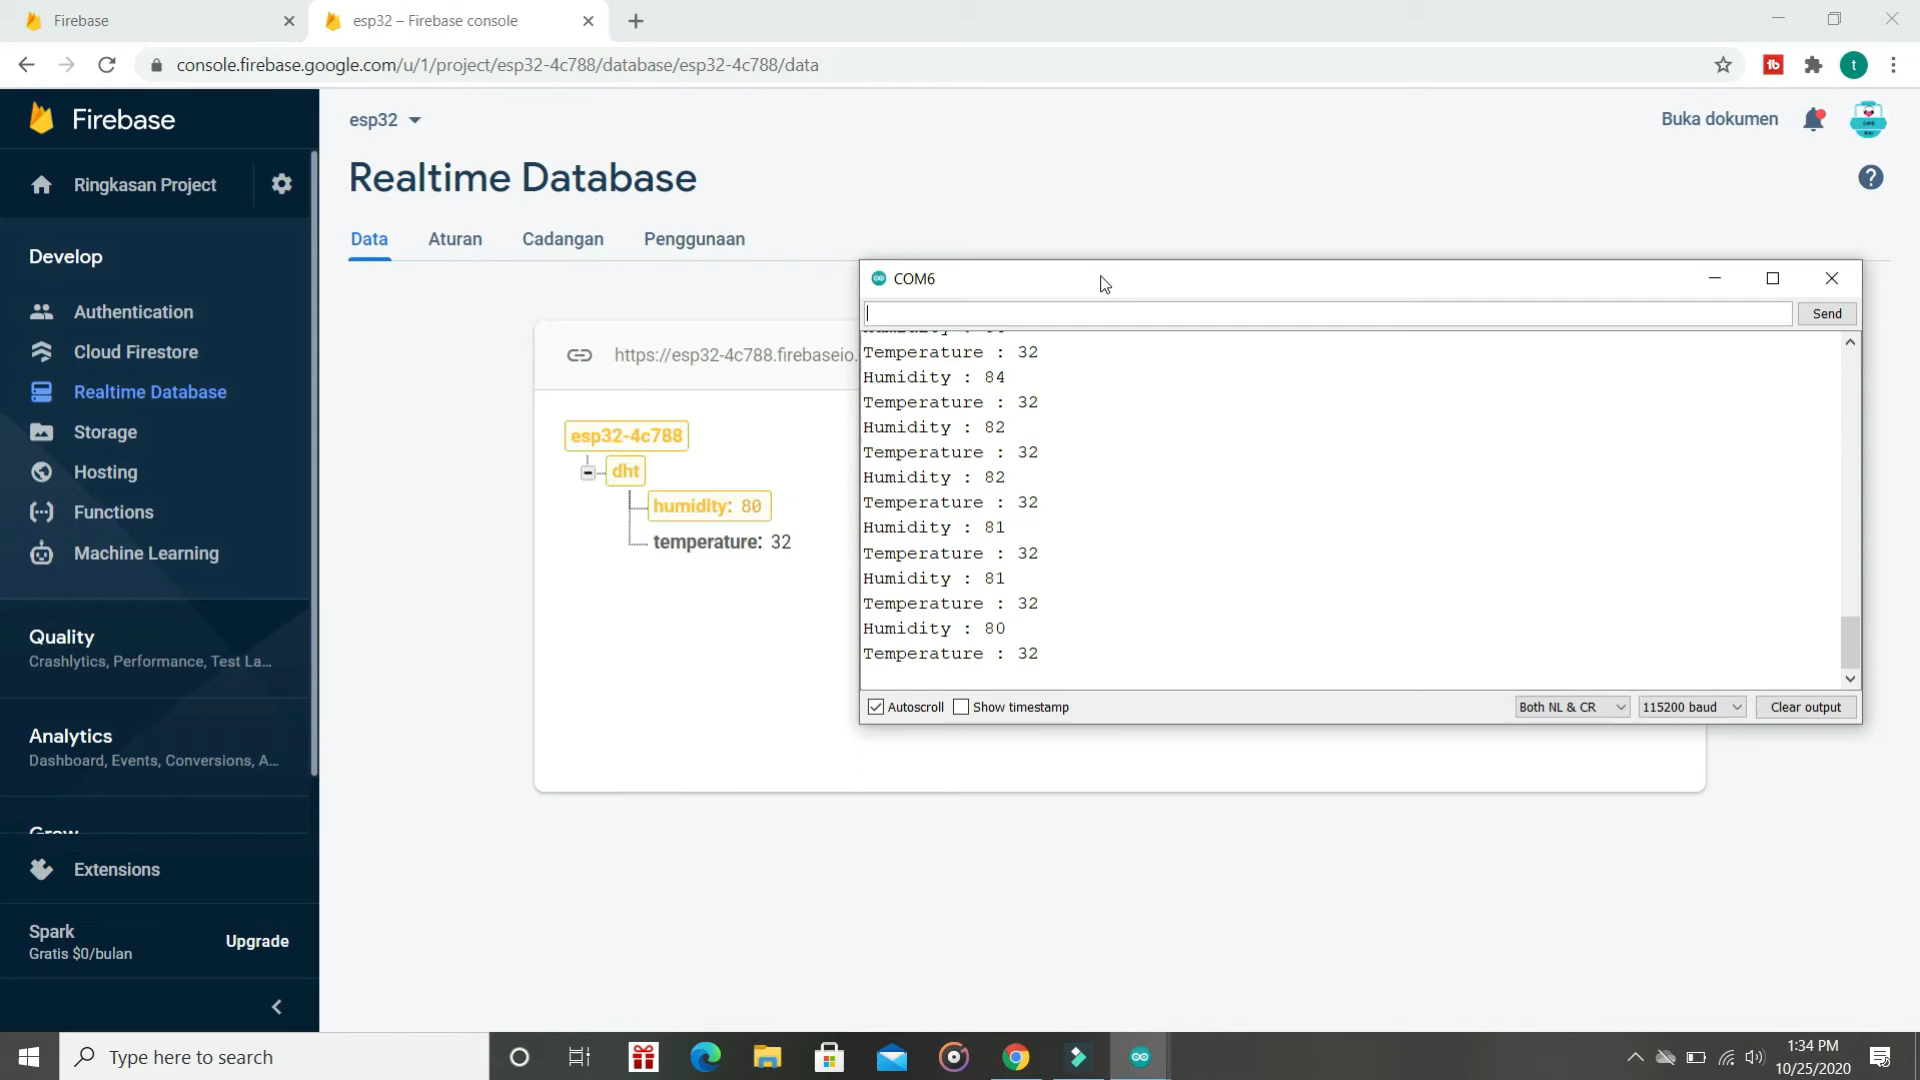 Firebase
esp32 – Firebase console
console.firebase.google.com/u/1/project/esp32-4c788/database/esp32-4c788/data
t
Firebase
esp32
Buka dokumen
Ringkasan Project
Realtime Database
Develop
Data
Aturan
Cadangan
Penggunaan
Authentication
Cloud Firestore
Realtime Database
Storage
Hosting
Functions
Machine Learning
Quality
Crashlytics, Performance, Test La...
Analytics
Dashboard, Events, Conversions, A...
Grow
Extensions
Spark
Gratis $0/bulan
Upgrade
https://esp32-4c788.firebaseio.
esp32-4c788
dht
humidity: 80
temperature: 32
COM6
Send
Temperature : 32
Humidity : 84
Temperature : 32
Humidity : 82
Temperature : 32
Humidity : 82
Temperature : 32
Humidity : 81
Temperature : 32
Humidity : 81
Temperature : 32
Humidity : 80
Temperature : 32
Autoscroll
Show timestamp
Both NL & CR
115200 baud
Clear output
Type here to search
1:34 PM
10/25/2020